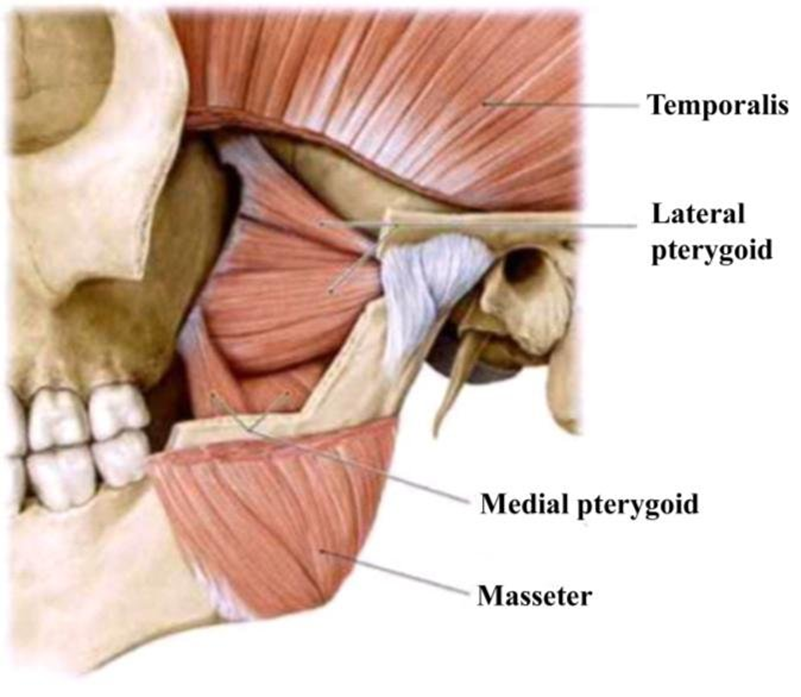 Temporalis
Lateral
pterygoid
Medial pterygoid
Masseter